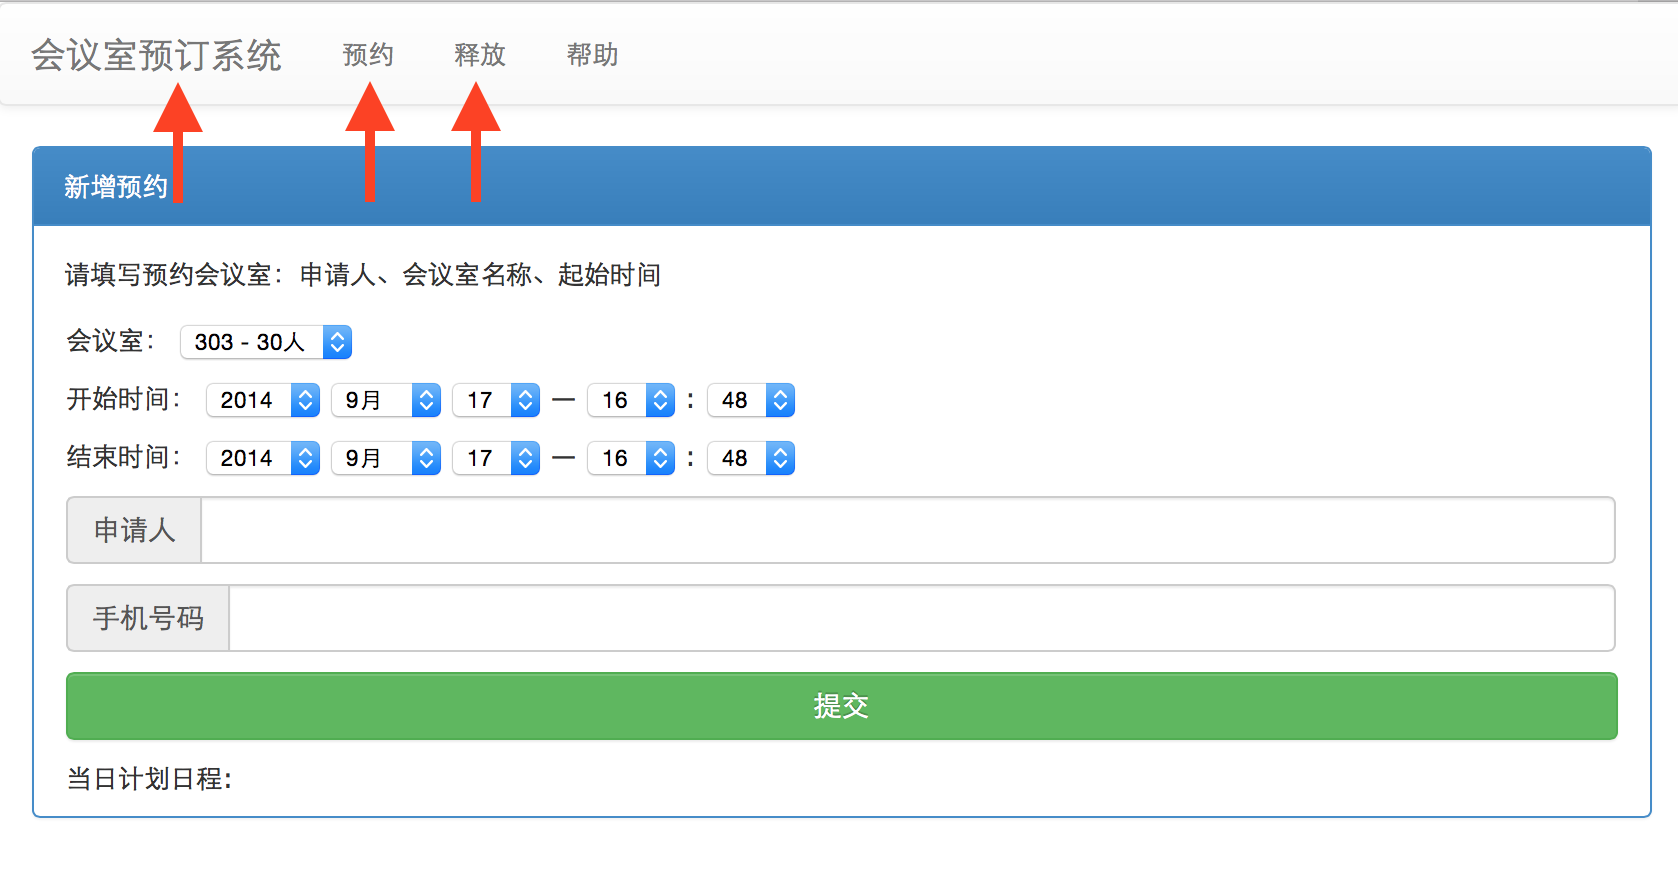 会议室预订系统 预约 释放 帮助
新增预约
请填写预约会议室：申请人、会议室名称、起始时间
会议室： 303 - 30人
开始时间： 2014 9月 17 — 16 : 48
结束时间： 2014 9月 17 — 16 : 48
申请人
手机号码
提交
当日计划日程: